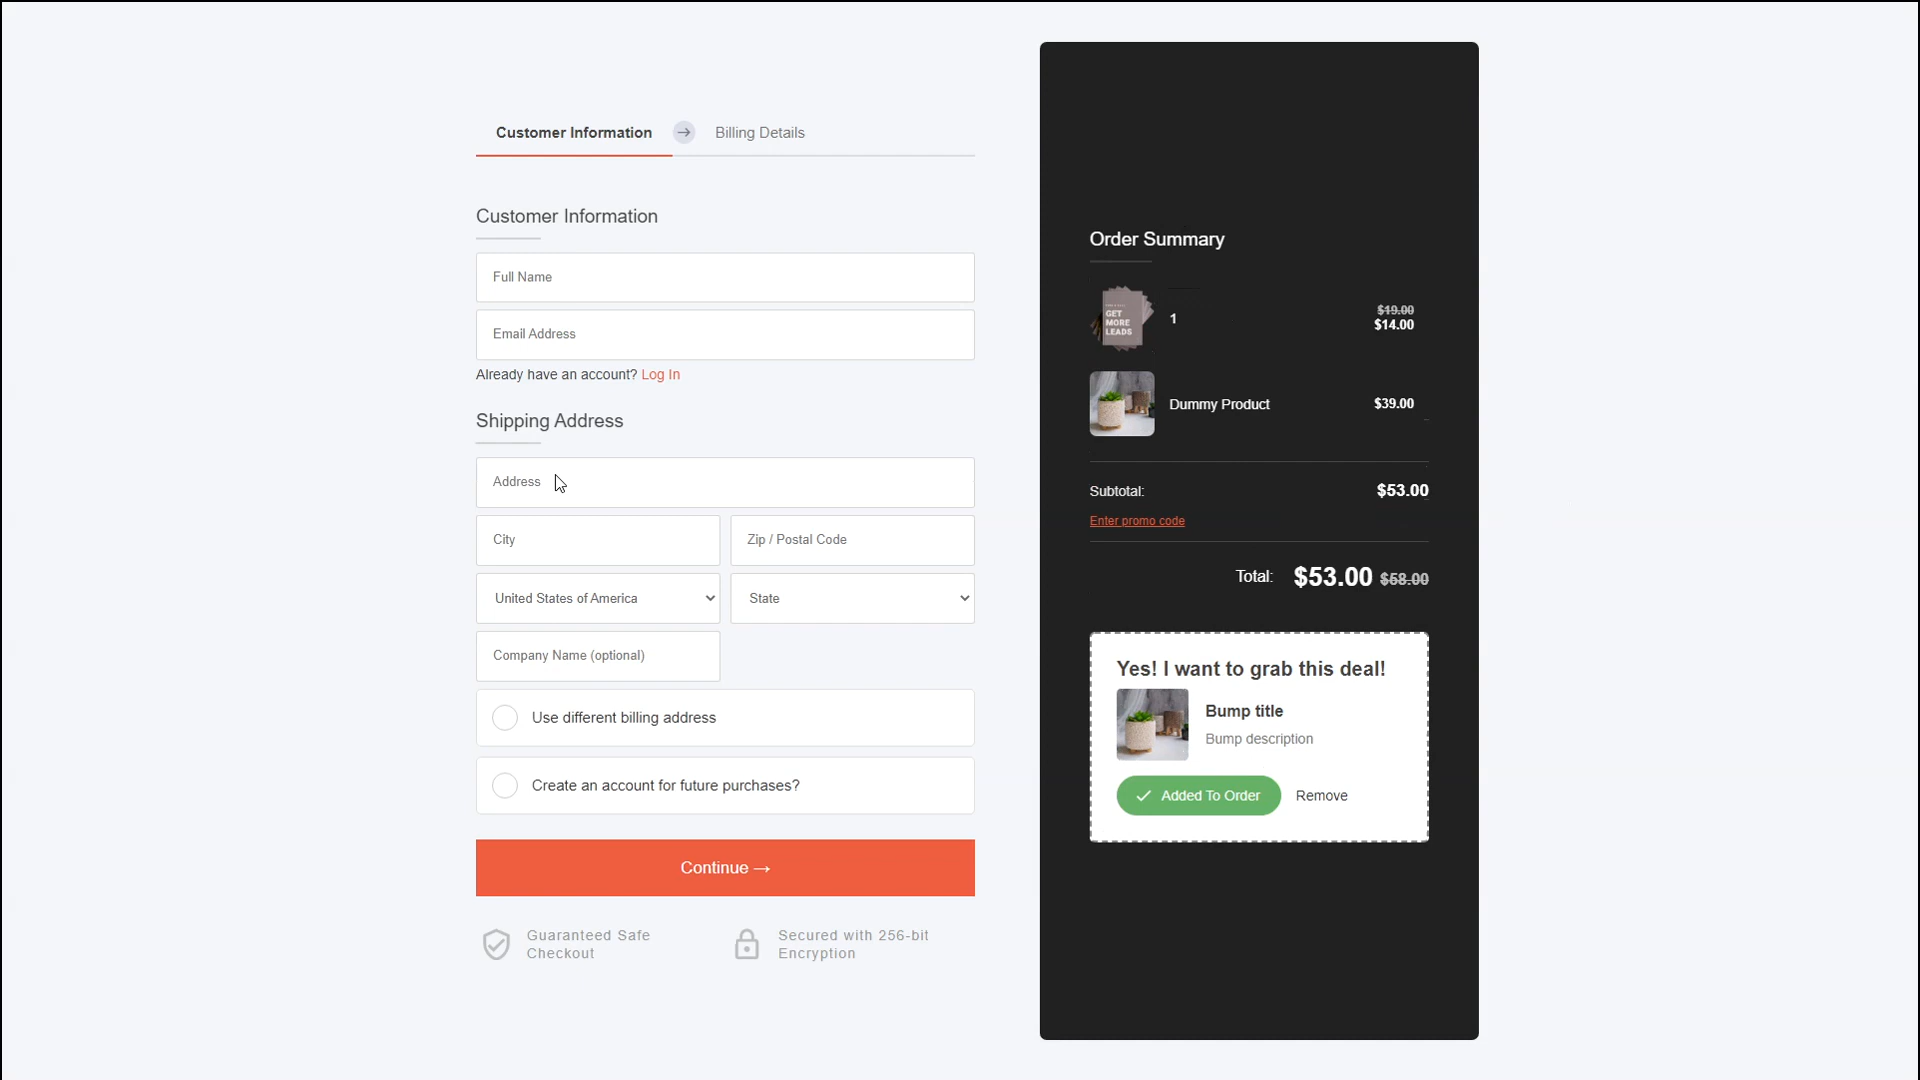 Customer Information → Billing Details
Customer Information
Full Name
Email Address
Already have an account? Log In
Shipping Address
Address
City
Zip / Postal Code
United States of America
State
Company Name (optional)
Use different billing address
Create an account for future purchases?
Continue →
Guaranteed Safe
Checkout
Secured with 256-bit
Encryption
Order Summary
GET
MORE
LEADS
1
$19.00
$14.00
Dummy Product
$39.00
Subtotal: $53.00
Enter promo code
Total: $53.00 $58.00
Yes! I want to grab this deal!
Bump title
Bump description
Added To Order
Remove